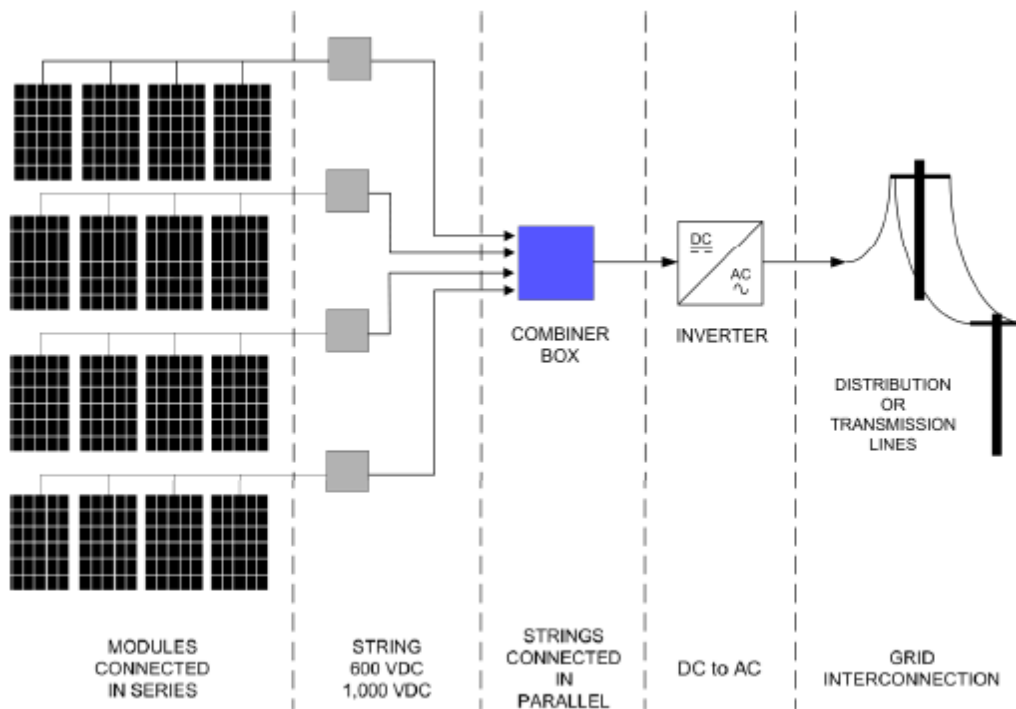 DC
AC
COMBINER
BOX
INVERTER
DISTRIBUTION
OR
TRANSMISSION
LINES
MODULES
CONNECTED
IN SERIES
STRING
600 VDC
1,000 VDC
STRINGS
CONNECTED
IN
PARALLEL
DC to AC
GRID
INTERCONNECTION